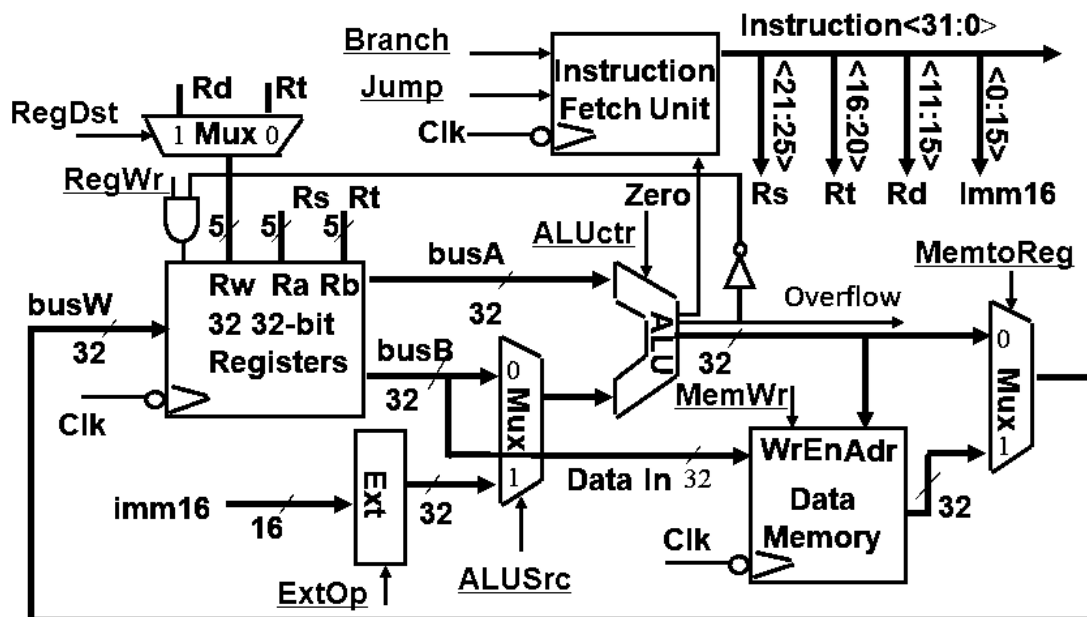 Instruction<31:0>
Branch
Jump
Clk
Instruction
Fetch Unit
<21:25>
<16:20>
<11:15>
<0:15>
Rs
Rt
Rd
Imm16
Rd
Rt
RegDst
1 Mux 0
RegWr
5
5
5
Rs
Rt
Zero
ALUctr
MemtoReg
busA
32
Rw Ra Rb
32 32-bit
Registers
busW
32
Clk
busB
32
0
Mux
1
ALU
Overflow
32
0
Mux
1
MemWr
WrEn Adr
Data
Memory
Data In 32
32
Clk
imm16
16
Ext
32
ExtOp
ALUSrc